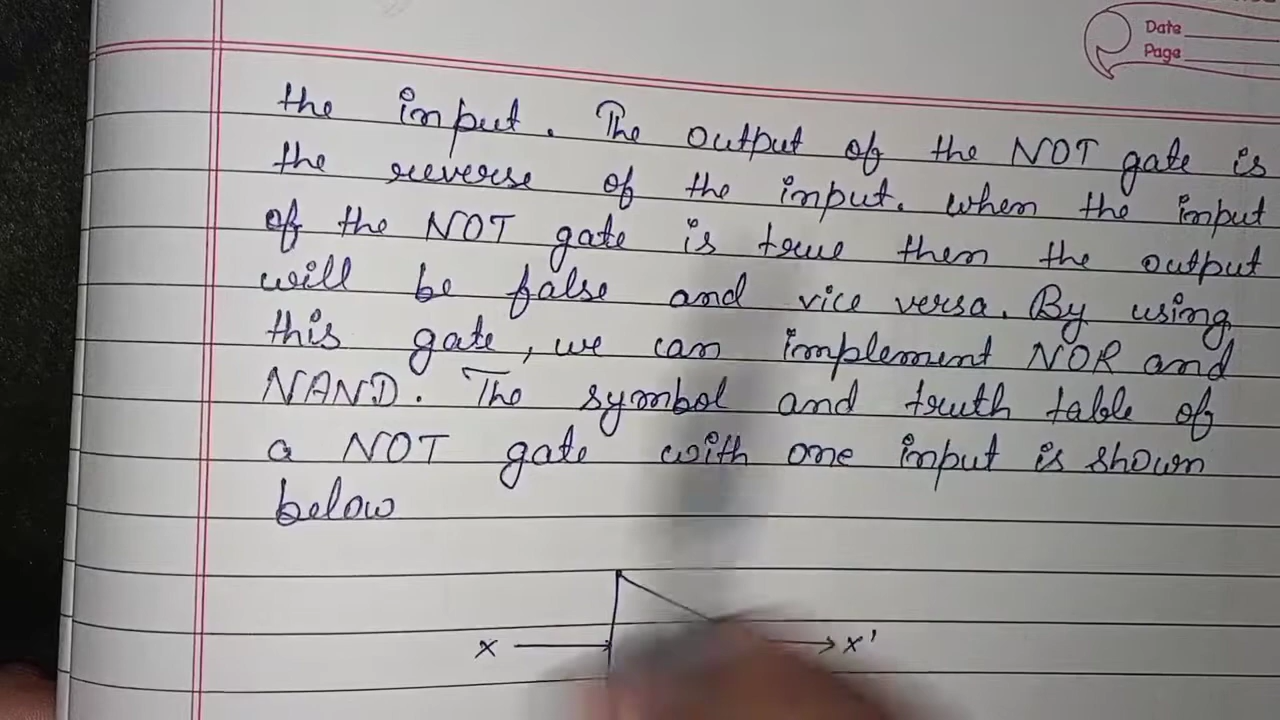 Date
Page
the input. The output of the NOT gate is
the reverse of the input. when the input
of the NOT gate is true then the output
will be false and vice versa. By using
this gate, we can implement NOR and
NAND. The symbol and truth table of
a NOT gate with one input is shown
below
x x'